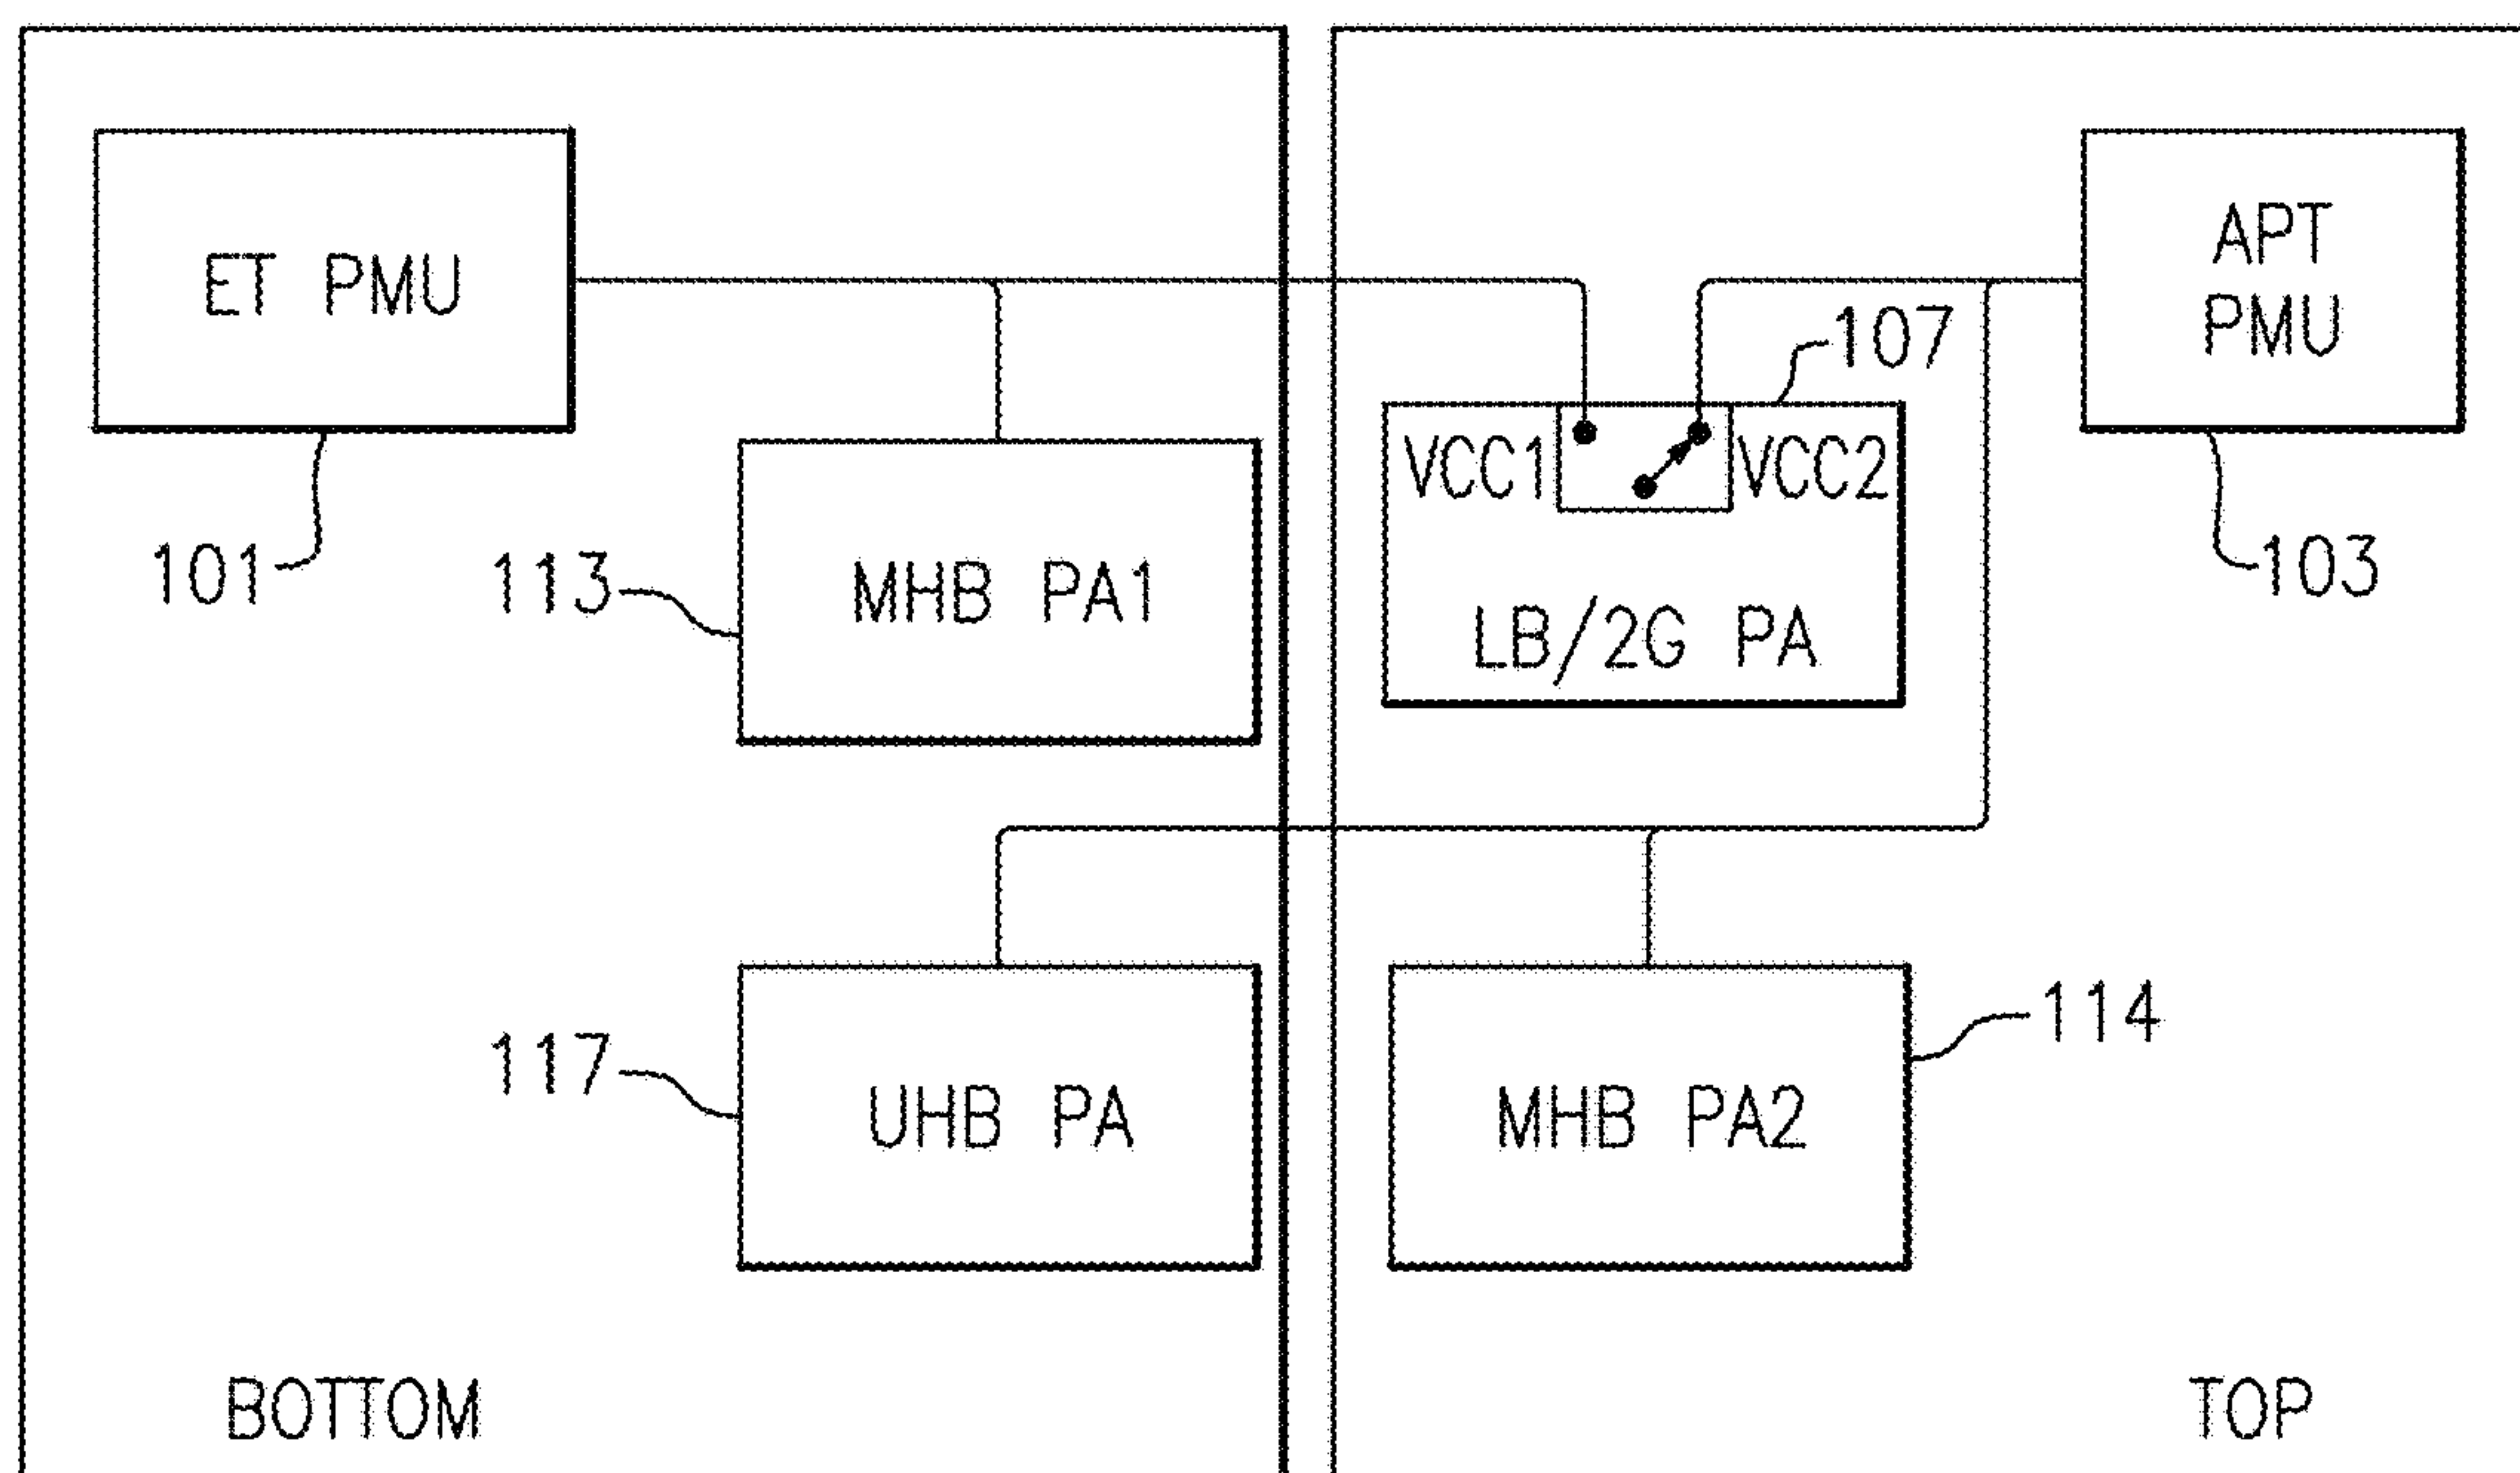 ET PMU
101
APT
PMU
103
107
VCC1
VCC2
LB/2G PA
113
MHB PA1
117
UHB PA
114
MHB PA2
BOTTOM
TOP